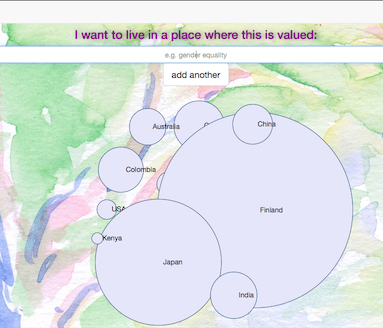 I want to live in a place where this is valued:
e.g. gender equality
add another
Australia
China
Colombia
USA
Finland
Kenya
Japan
India